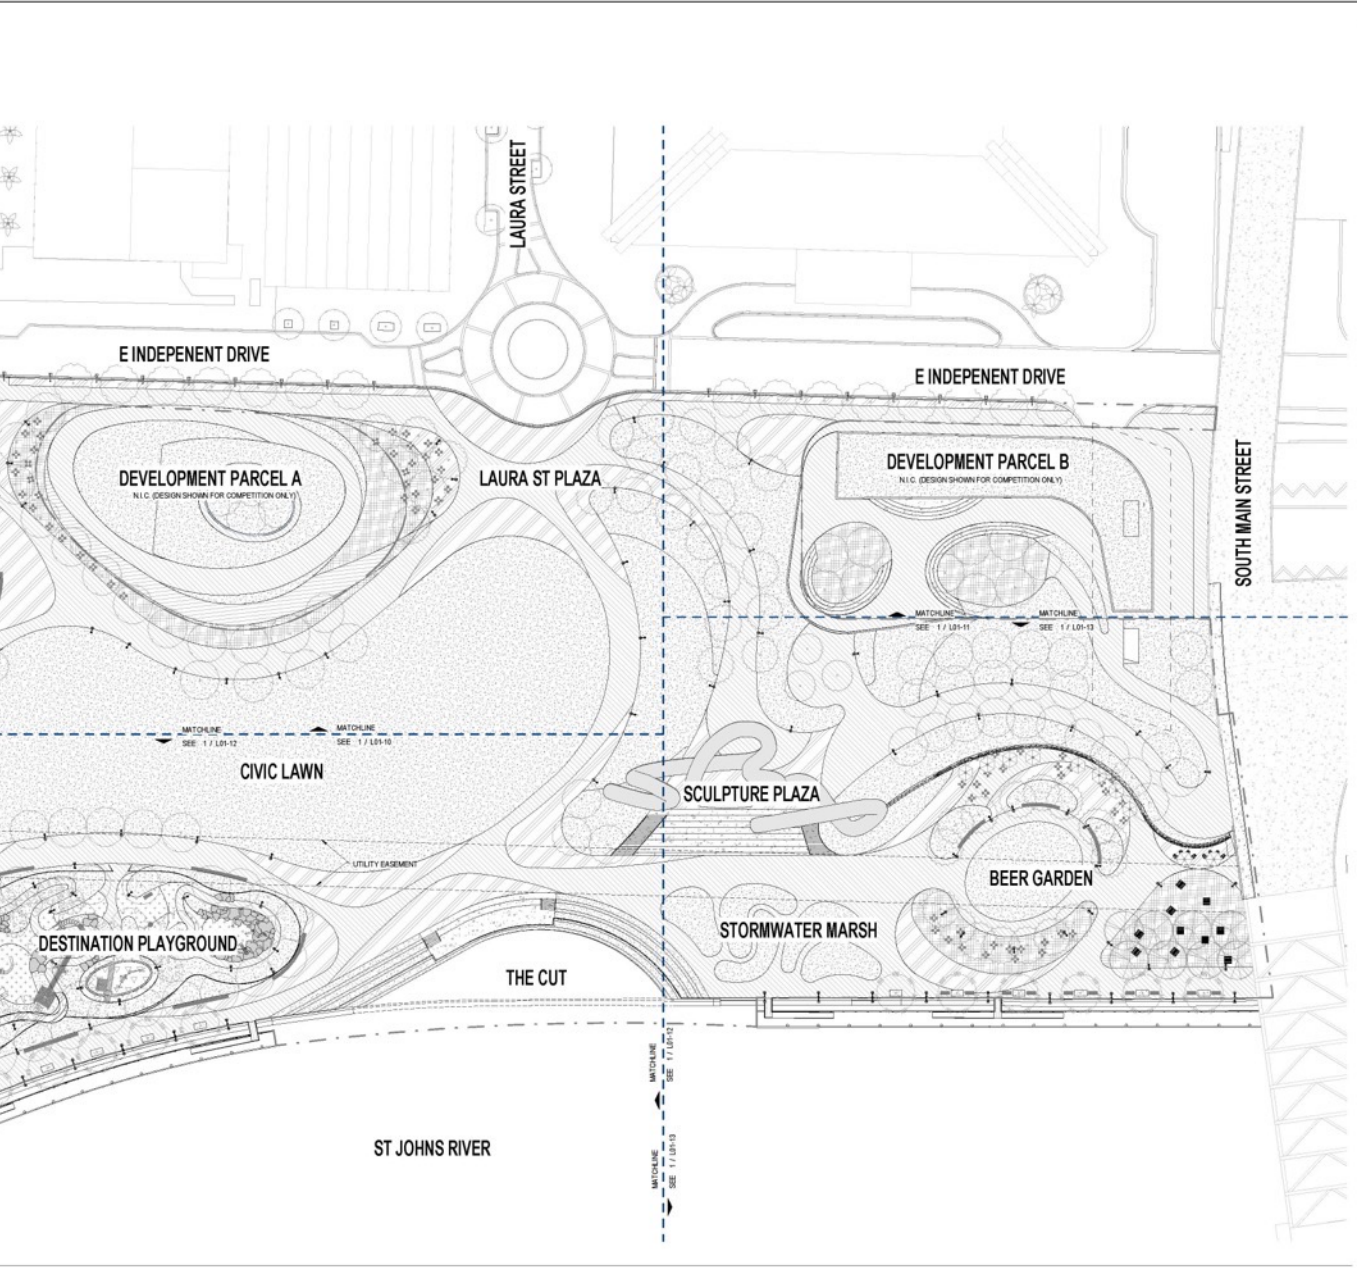 LAURA STREET
E INDEPENENT DRIVE
E INDEPENENT DRIVE
DEVELOPMENT PARCEL A
N.I.C. (DESIGN SHOWN FOR COMPETITION ONLY)
LAURA ST PLAZA
DEVELOPMENT PARCEL B
N.I.C. (DESIGN SHOWN FOR COMPETITION ONLY)
SOUTH MAIN STREET
MATCHLINE
SEE 1 / L01-11
MATCHLINE
SEE 1 / L01-13
MATCHLINE
SEE 1 / L01-12
MATCHLINE
SEE 1 / L01-10
CIVIC LAWN
SCULPTURE PLAZA
UTILITY EASEMENT
BEER GARDEN
DESTINATION PLAYGROUND
STORMWATER MARSH
THE CUT
MATCHLINE
SEE 1 / L01-12
ST JOHNS RIVER
MATCHLINE
SEE 1 / L01-13